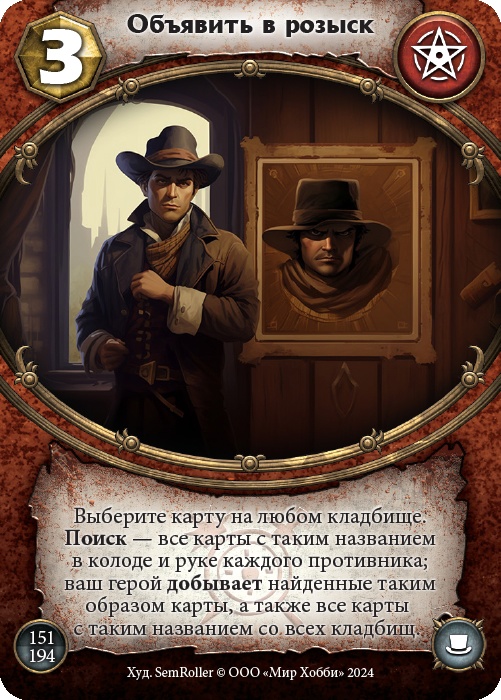 3
Объявить в розыск
Выберите карту на любом кладбище.
Поиск — все карты с таким названием
в колоде и руке каждого противника;
ваш герой добывает найденные таким
образом карты, а также все карты
с таким названием со всех кладбищ.
151
194
Худ. SemRoller © ООО «Мир Хобби» 2024